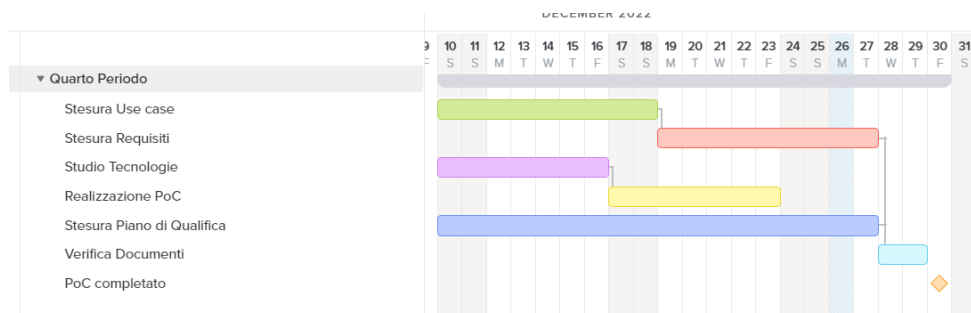 DECEMBER 2022
9 10 11 12 13 14 15 16 17 18 19 20 21 22 23 24 25 26 27 28 29 30 31
F S S M T W T F S S M T W T F S S M T W T F S
Quarto Periodo
Stesura Use case
Stesura Requisiti
Studio Tecnologie
Realizzazione PoC
Stesura Piano di Qualifica
Verifica Documenti
PoC completato